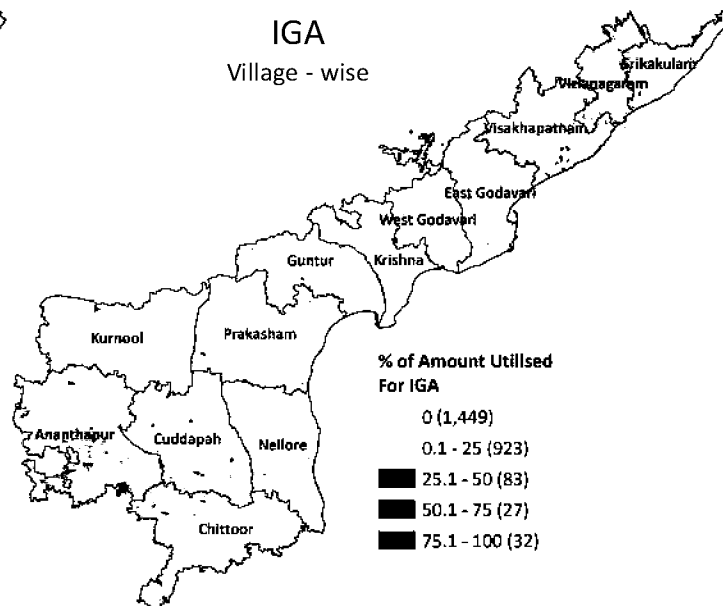 IGA
Village - wise
Srikakulam
Vizianagaram
Visakhapatnam
East Godavari
West Godavari
Krishna
Guntur
Prakasham
Kurnool
Ananthapur
Cuddapah
Nellore
Chittoor
% of Amount Utilised
For IGA
0 (1,449)
0.1 - 25 (923)
25.1 - 50 (83)
50.1 - 75 (27)
75.1 - 100 (32)